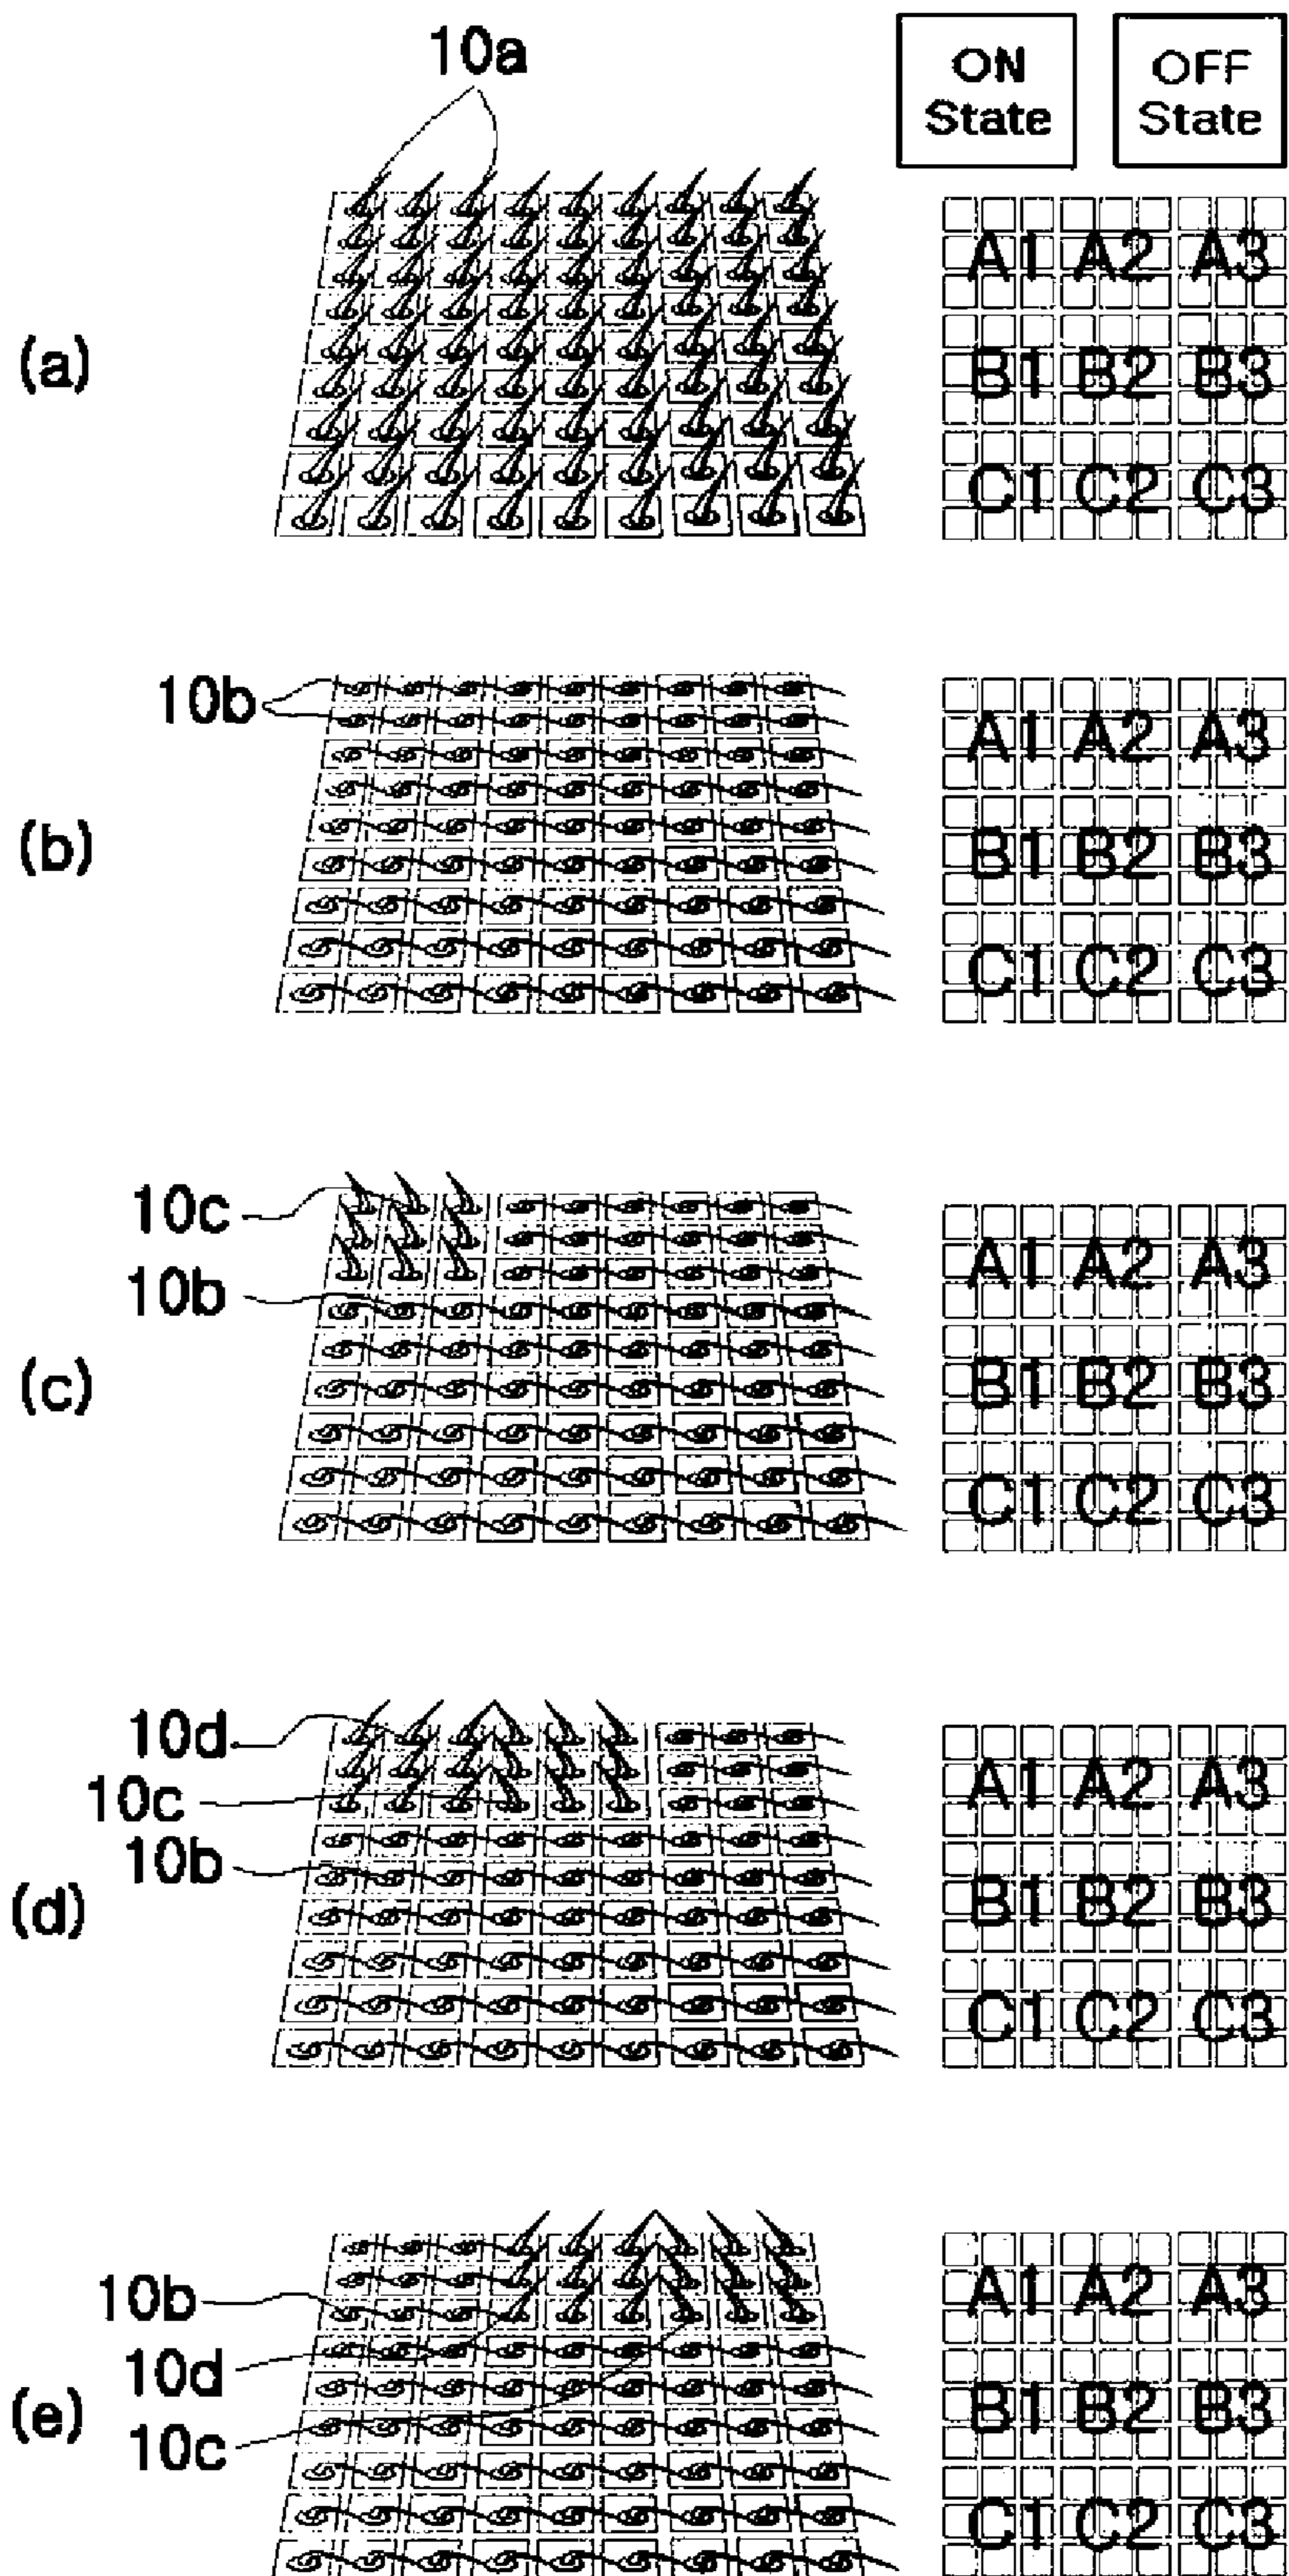 10a
ON
State
OFF
State
(a)
A1 A2 A3
B1 B2 B3
C1 C2 C3
10b
(b)
A1 A2 A3
B1 B2 B3
C1 C2 C3
10c
10b
(c)
A1 A2 A3
B1 B2 B3
C1 C2 C3
10d
10c
10b
(d)
A1 A2 A3
B1 B2 B3
C1 C2 C3
10b
10d
10c
(e)
A1 A2 A3
B1 B2 B3
C1 C2 C3